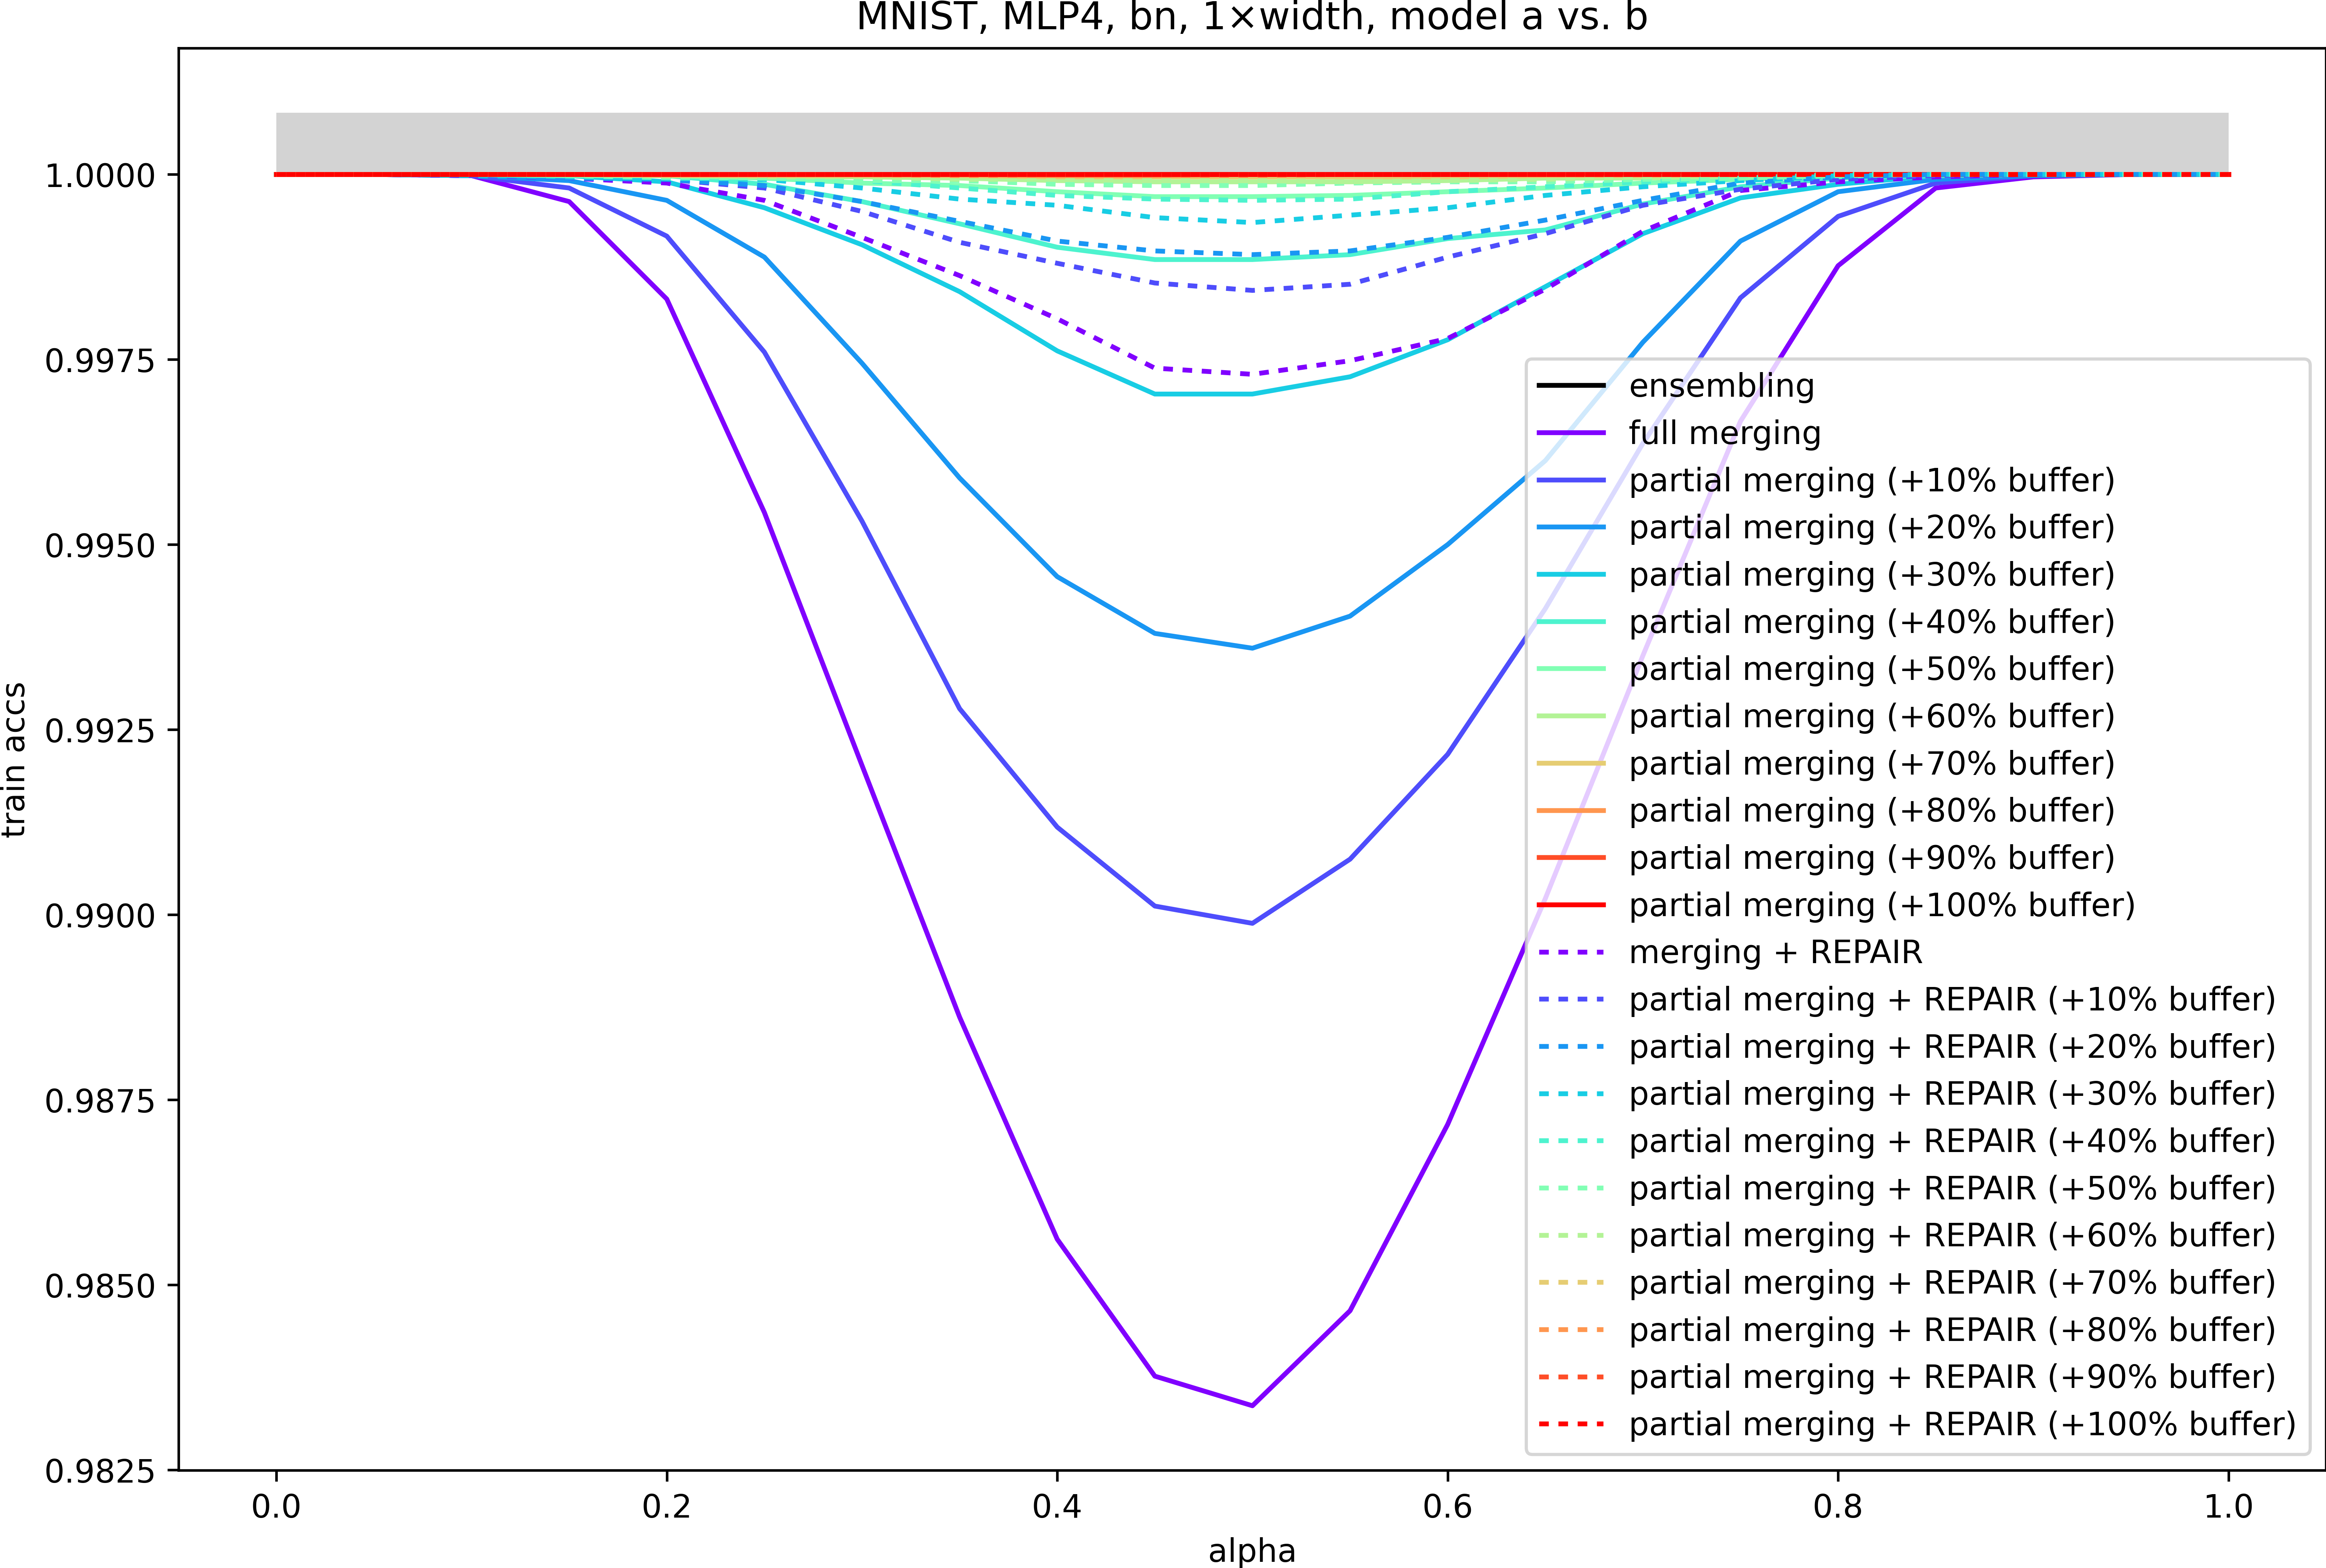 MNIST, MLP4, bn, 1×width, model a vs. b
train accs
1.0000
0.9975
0.9950
0.9925
0.9900
0.9875
0.9850
0.9825
ensembling
full merging
partial merging (+10% buffer)
partial merging (+20% buffer)
partial merging (+30% buffer)
partial merging (+40% buffer)
partial merging (+50% buffer)
partial merging (+60% buffer)
partial merging (+70% buffer)
partial merging (+80% buffer)
partial merging (+90% buffer)
partial merging (+100% buffer)
merging + REPAIR
partial merging + REPAIR (+10% buffer)
partial merging + REPAIR (+20% buffer)
partial merging + REPAIR (+30% buffer)
partial merging + REPAIR (+40% buffer)
partial merging + REPAIR (+50% buffer)
partial merging + REPAIR (+60% buffer)
partial merging + REPAIR (+70% buffer)
partial merging + REPAIR (+80% buffer)
partial merging + REPAIR (+90% buffer)
partial merging + REPAIR (+100% buffer)
0.0 0.2 0.4 0.6 0.8 1.0
alpha